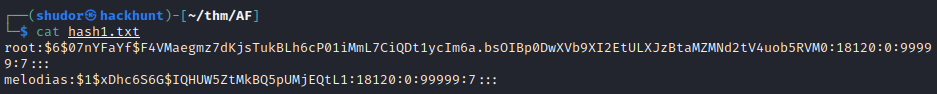 ┌──(shudor㉿hackhunt)-[~/thm/AF]
└─$ cat hash1.txt
root:$6$07nYFaYf$F4VMaegmz7dKjsTukBLh6cP01iMmL7CiQDt1ycIm6a.bsOIBp0DwXVb9XI2EtULXJzBtaMZMNd2tV4uob5RVM0:18120:0:9999
9:7:::
melodias:$1$xDhc6S6G$IQHUW5ZtMkBQ5pUMjEQtL1:18120:0:99999:7:::